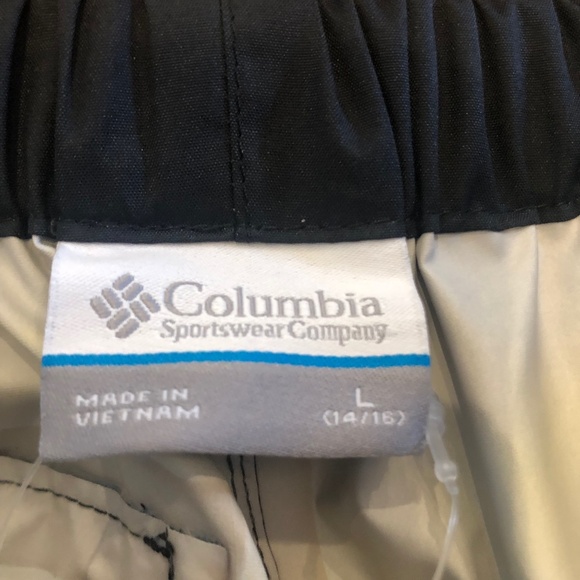 Columbia
Sportswear Company
MADE IN
VIETNAM
L
(14/16)